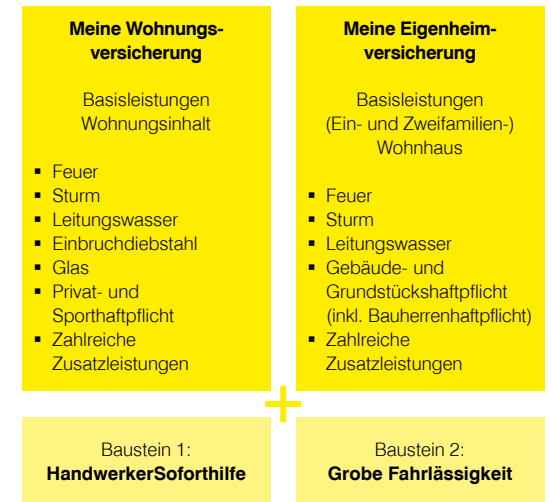 Meine Wohnungs-
versicherung
Basisleistungen
Wohnungsinhalt
▪ Feuer
▪ Sturm
▪ Leitungswasser
▪ Einbruchdiebstahl
▪ Glas
▪ Privat- und
Sporthaftpflicht
▪ Zahlreiche
Zusatzleistungen
Meine Eigenheim-
versicherung
Basisleistungen
(Ein- und Zweifamilien-)
Wohnhaus
▪ Feuer
▪ Sturm
▪ Leitungswasser
▪ Gebäude- und
Grundstückshaftpflicht
(inkl. Bauherrenhaftpflicht)
▪ Zahlreiche
Zusatzleistungen
+
Baustein 1:
HandwerkerSoforthilfe
Baustein 2:
Grobe Fahrlässigkeit